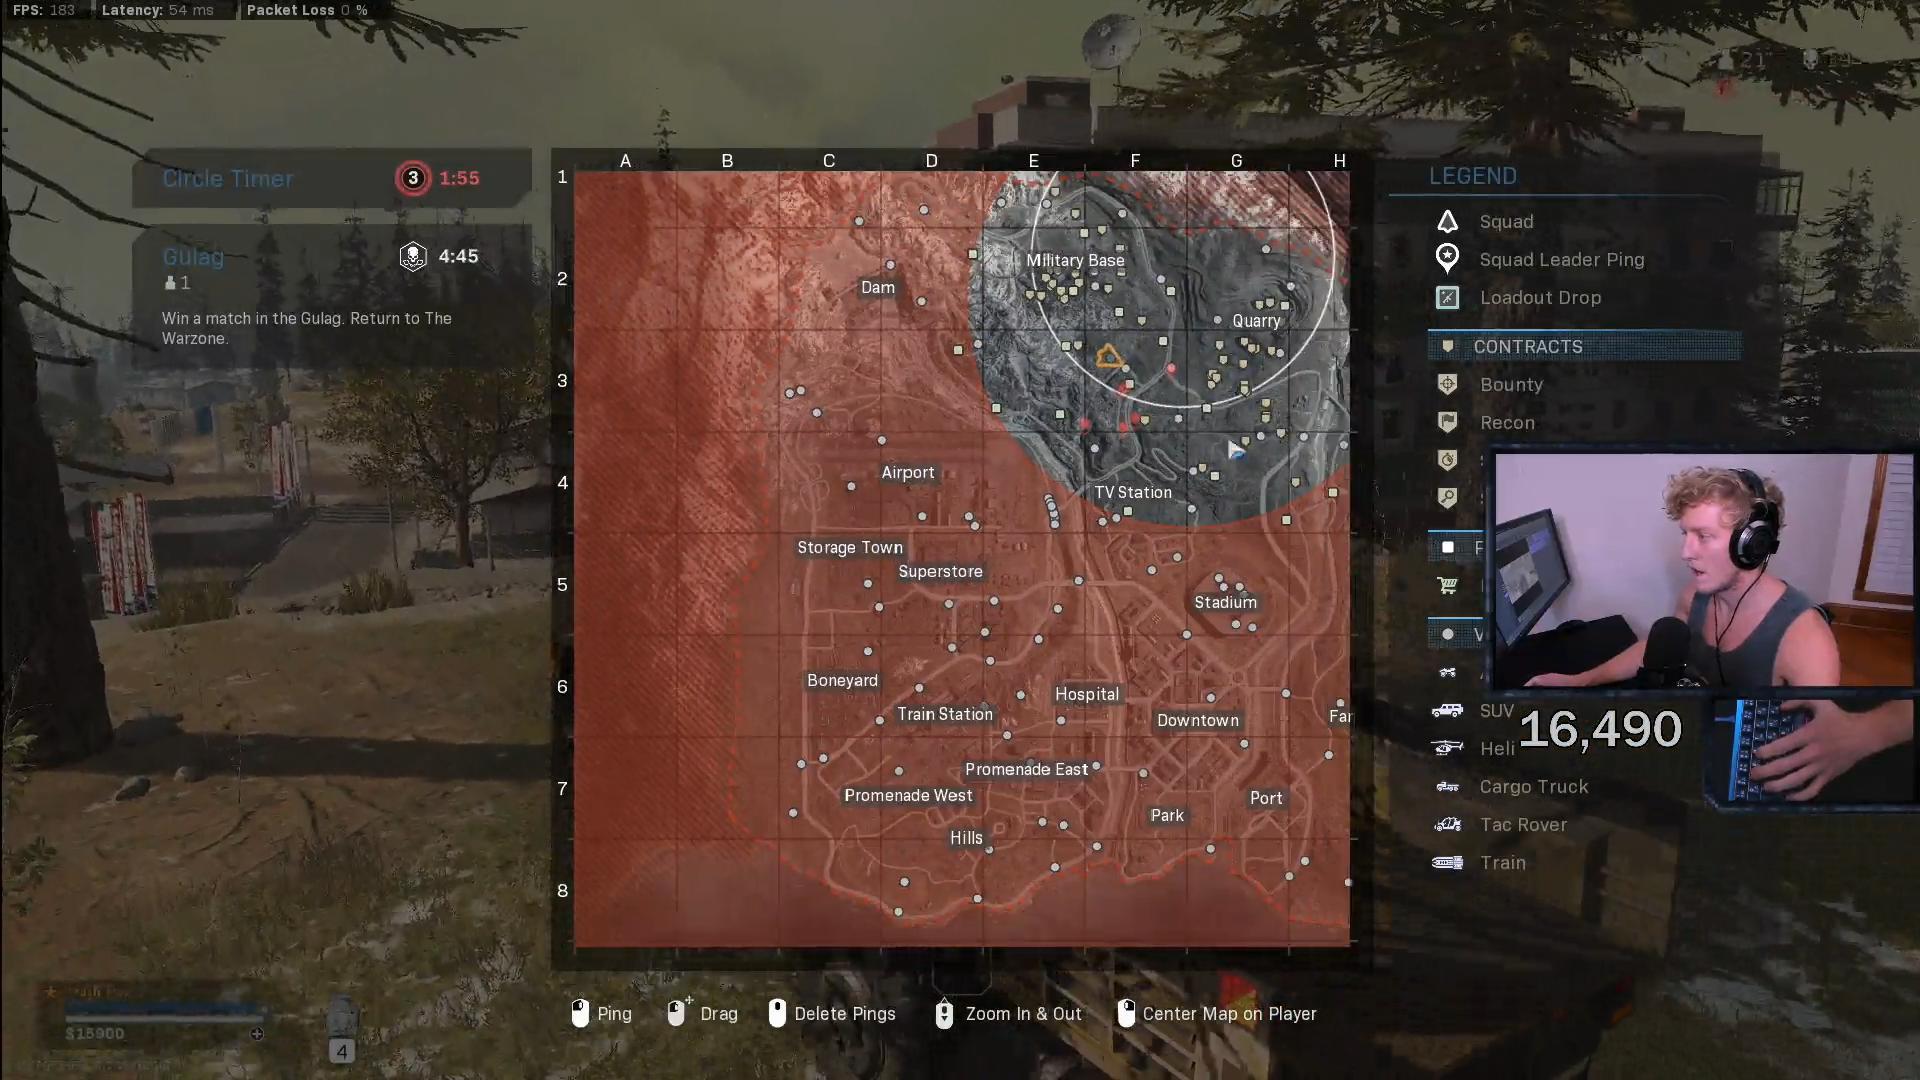 FPS: 183 Latency: 54 ms Packet Loss 0 %
Circle Timer 3 1:55
Gulag 4:45
1
Win a match in the Gulag. Return to The
Warzone.
A B C D E F G H
1
2
3
4
5
6
7
8
Military Base
Dam
Quarry
Airport
TV Station
Storage Town
Superstore
Stadium
Boneyard
Hospital
Train Station
Downtown
Far
Promenade East
Promenade West
Port
Park
Hills
LEGEND
Squad
Squad Leader Ping
Loadout Drop
CONTRACTS
Bounty
Recon
SUV
Heli
Cargo Truck
Tac Rover
Train
16,490
$15900
4
Ping Drag Delete Pings Zoom In & Out Center Map on Player